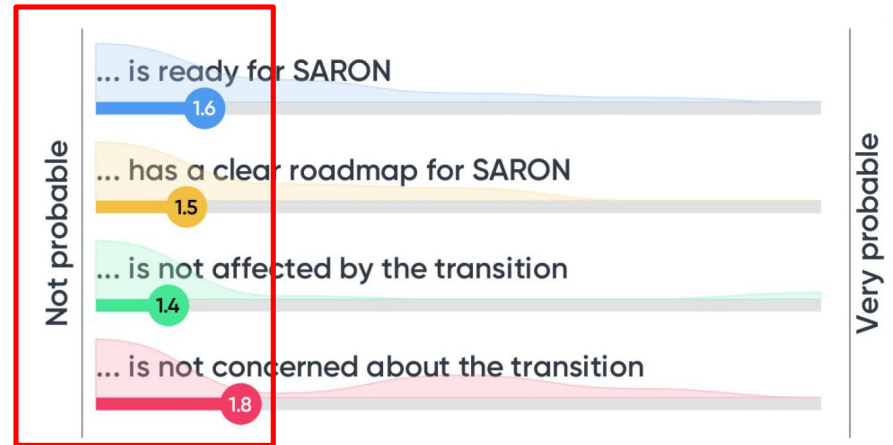 ... is ready for SARON
1.6
... has a clear roadmap for SARON
1.5
... is not affected by the transition
1.4
... is not concerned about the transition
1.8
Not probable
Very probable